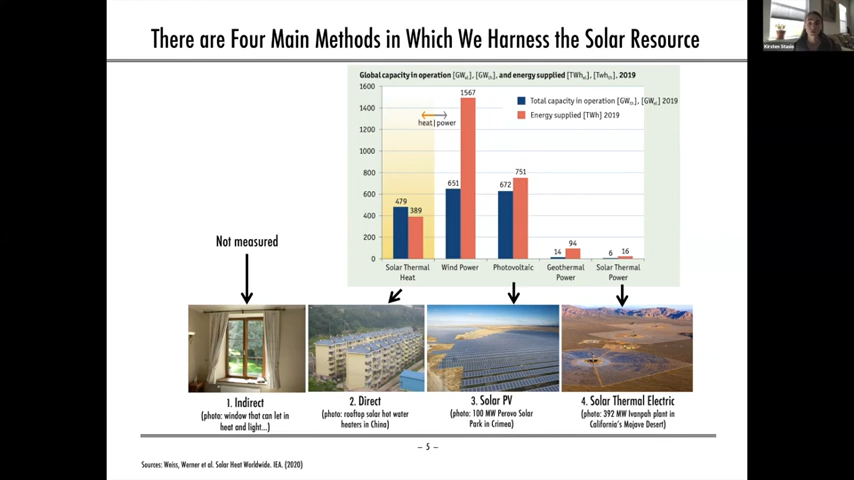 There are Four Main Methods in Which We Harness the Solar Resource
Kirsten Stasio
Global capacity in operation [GWel], [GWth], and energy supplied [TWhel], [Twhth], 2019
1600
1400
1200
1000
800
600
400
200
0
heat|power
Total capacity in operation [GWth], [GWel] 2019
Energy supplied [TWh] 2019
479
389
651
1567
672
751
14
94
6
16
Solar Thermal Heat
Wind Power
Photovoltaic
Geothermal Power
Solar Thermal Power
Not measured
1. Indirect
(photo: window that can let in
heat and light...)
2. Direct
(photo: rooftop solar hot water
heaters in China)
3. Solar PV
(photo: 100 MW Perovo Solar
Park in Crimea)
4. Solar Thermal Electric
(photo: 392 MW Ivanpah plant in
California's Mojave Desert)
– 5 –
Sources: Weiss, Werner et al. Solar Heat Worldwide. IEA. (2020)